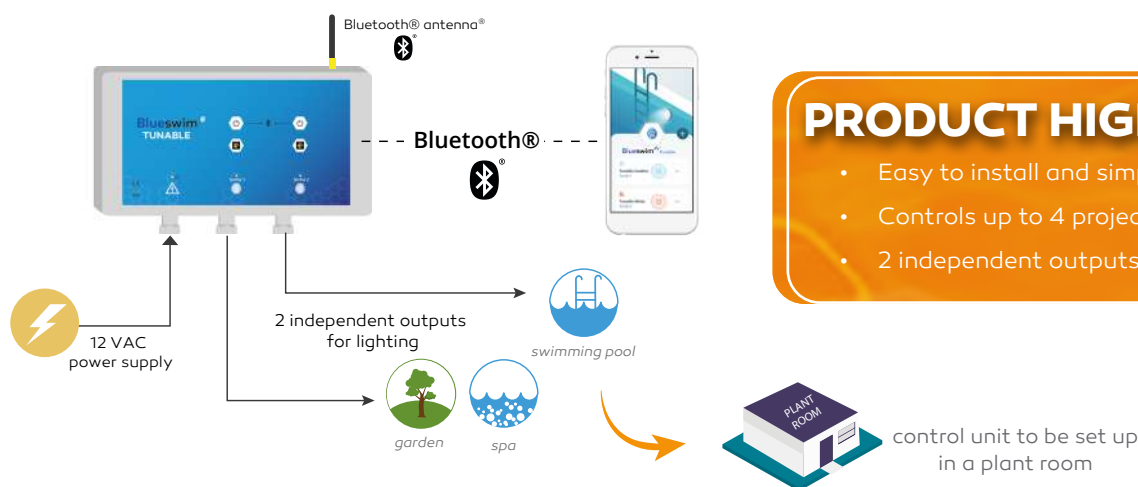 Bluetooth® antenna®
Blueswim
TUNABLE
Bluetooth®
Blueswim
12 VAC
power supply
2 independent outputs
for lighting
swimming pool
garden
spa
PRODUCT HIG
• Easy to install and sim
• Controls up to 4 projec
• 2 independent outputs
PLANT
ROOM
control unit to be set up
in a plant room